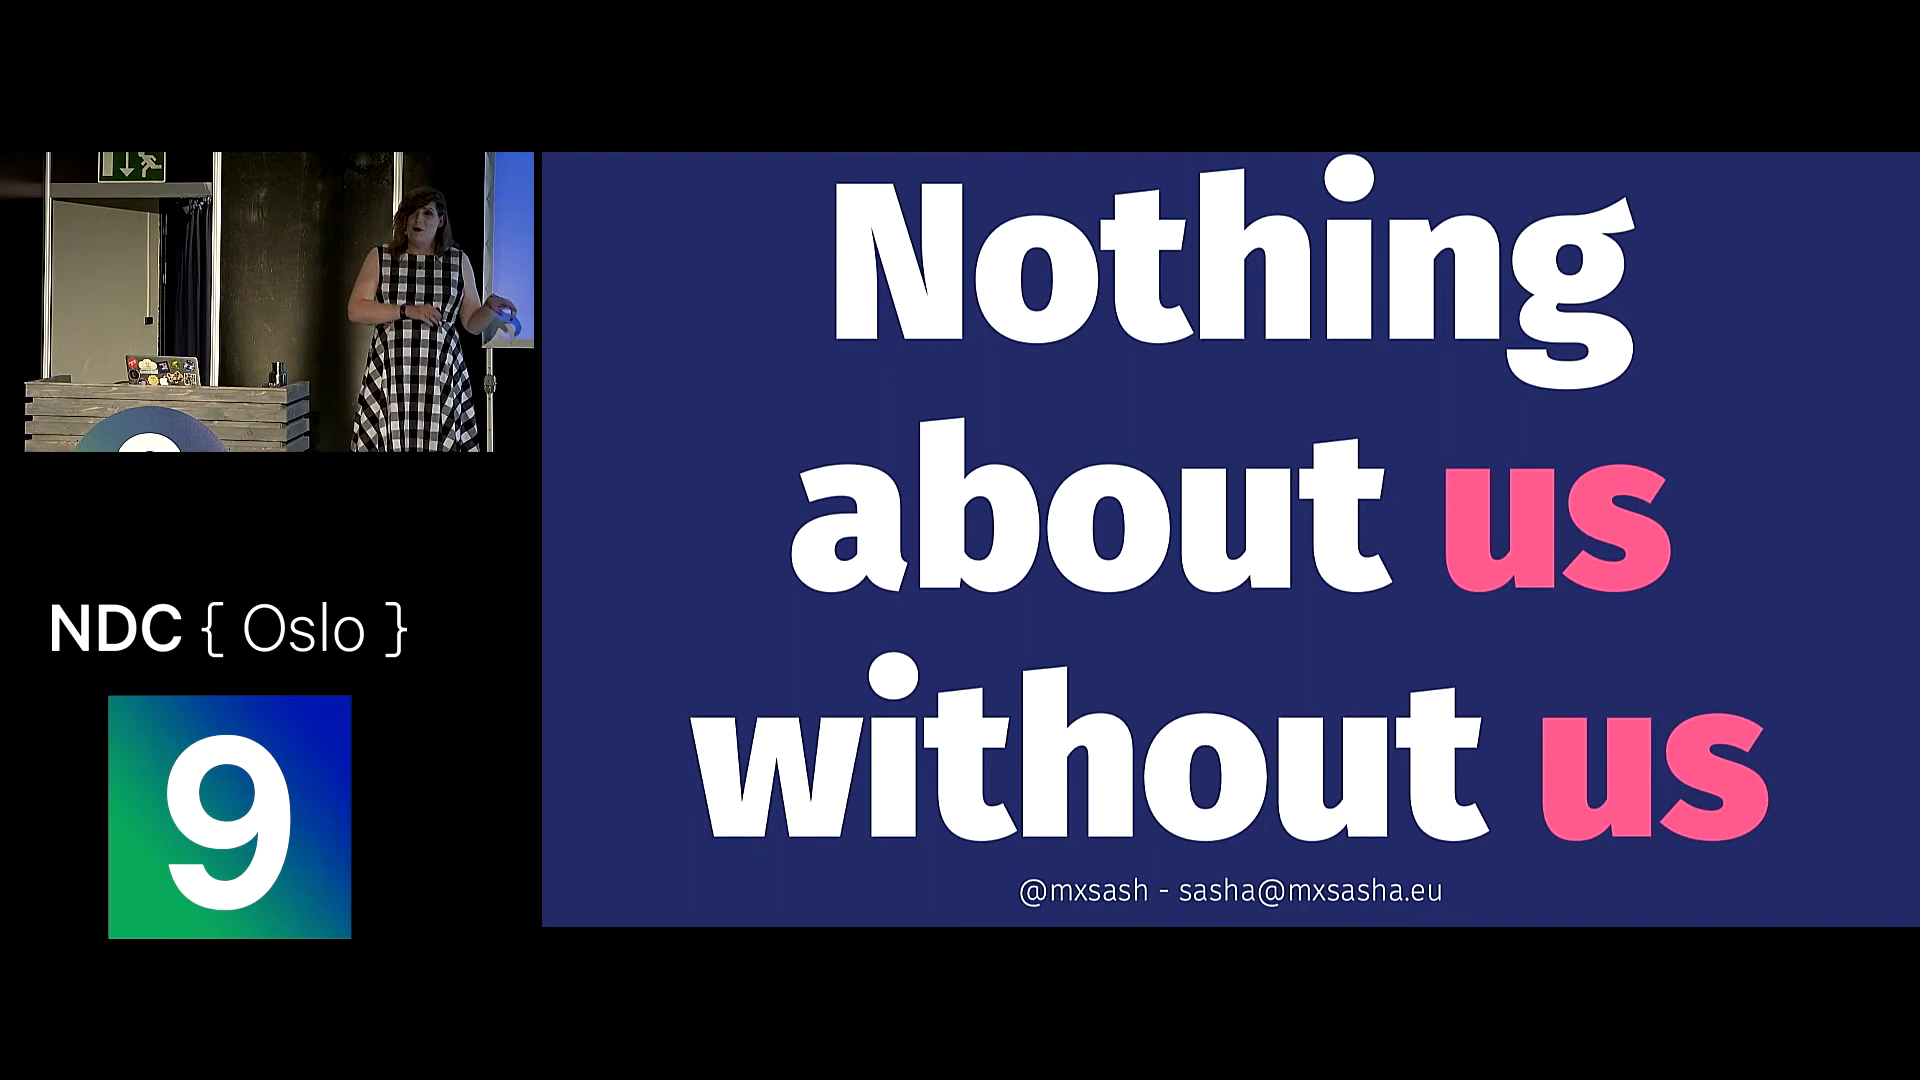 NDC { Oslo }
9
Nothing
about us
without us
@mxsash - sasha@mxsasha.eu